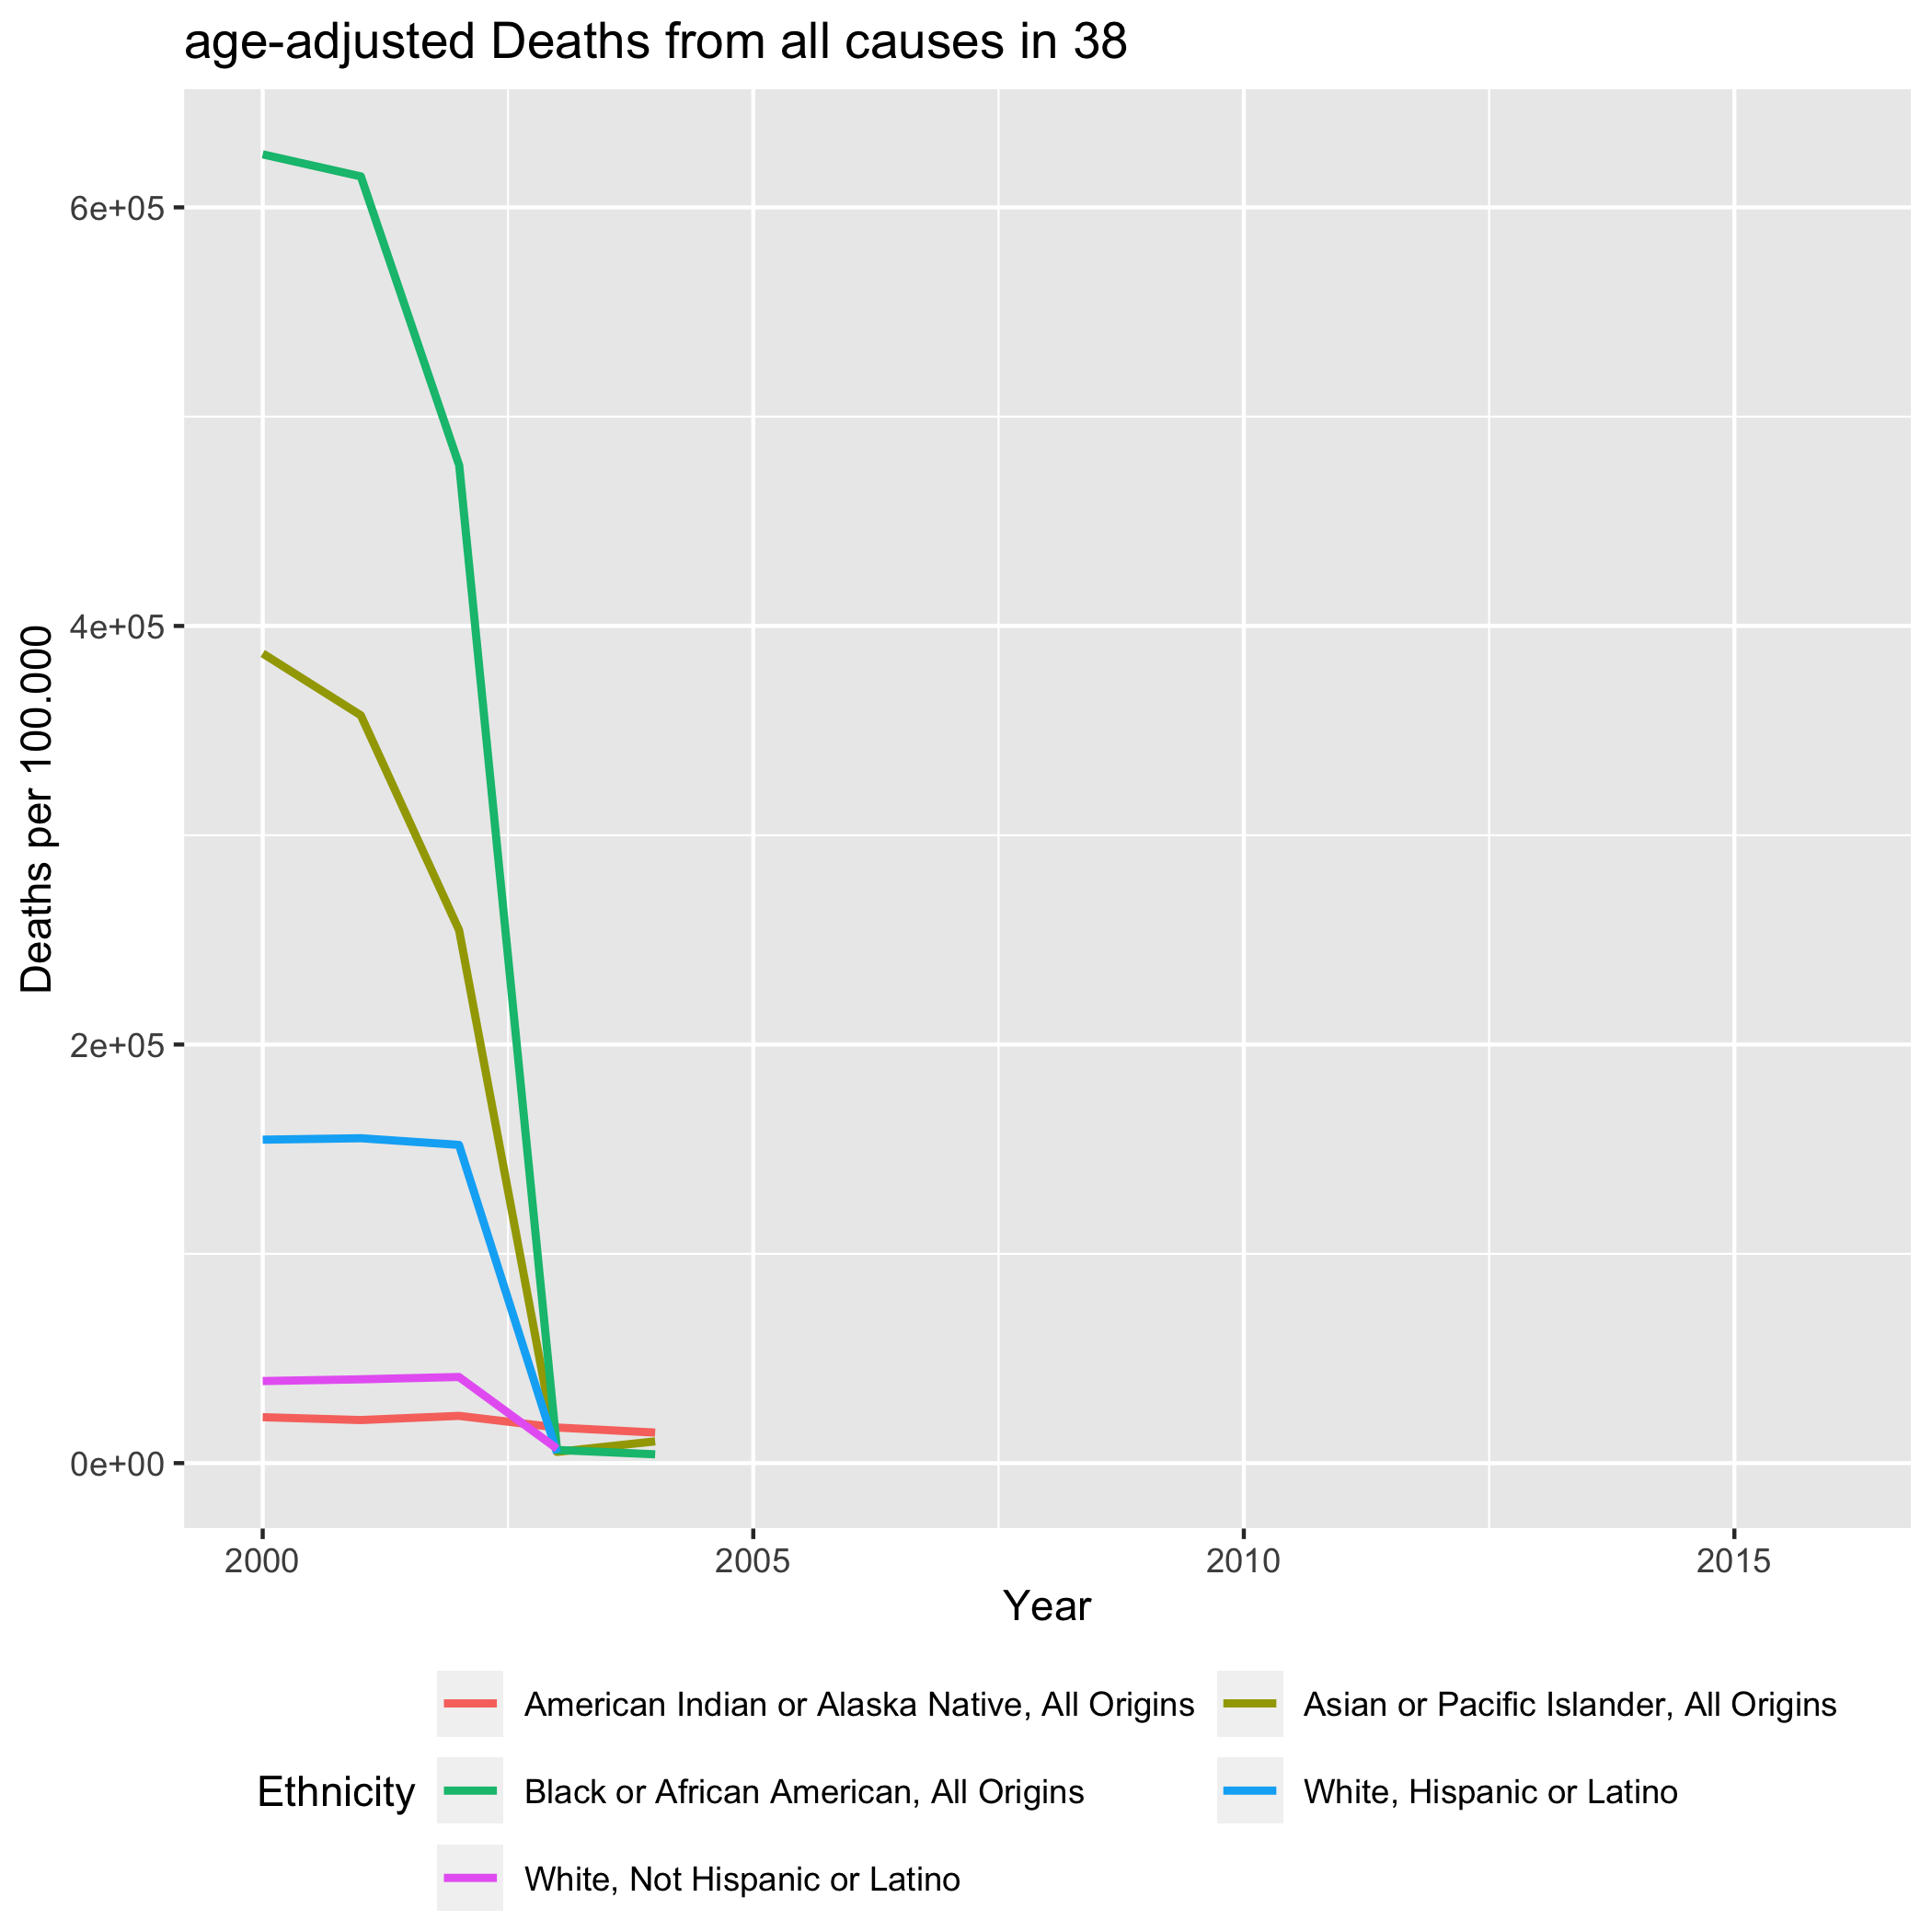 age-adjusted Deaths from all causes in 38
Deaths per 100.000
6e+05
4e+05
2e+05
0e+00
2000 2005 2010 2015
Year
Ethnicity
American Indian or Alaska Native, All Origins
Asian or Pacific Islander, All Origins
Black or African American, All Origins
White, Hispanic or Latino
White, Not Hispanic or Latino